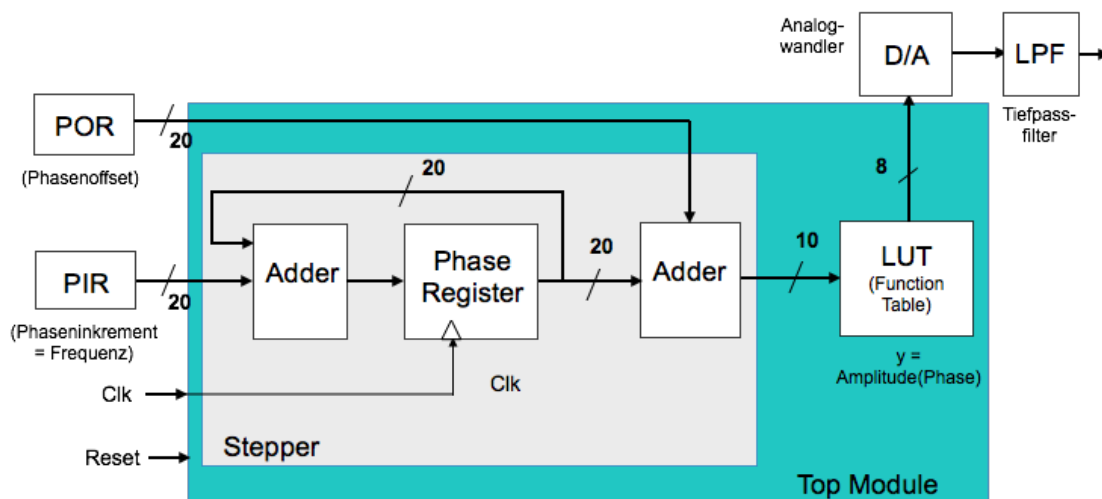 Analog-
wandler
D/A
LPF
Tiefpass-
filter
POR
20
(Phasenoffset)
20
8
Adder
Phase
Register
20
Adder
10
LUT
(Function
Table)
PIR
20
(Phaseninkrement
= Frequenz)
y =
Amplitude(Phase)
Clk
Clk
Stepper
Reset
Top Module